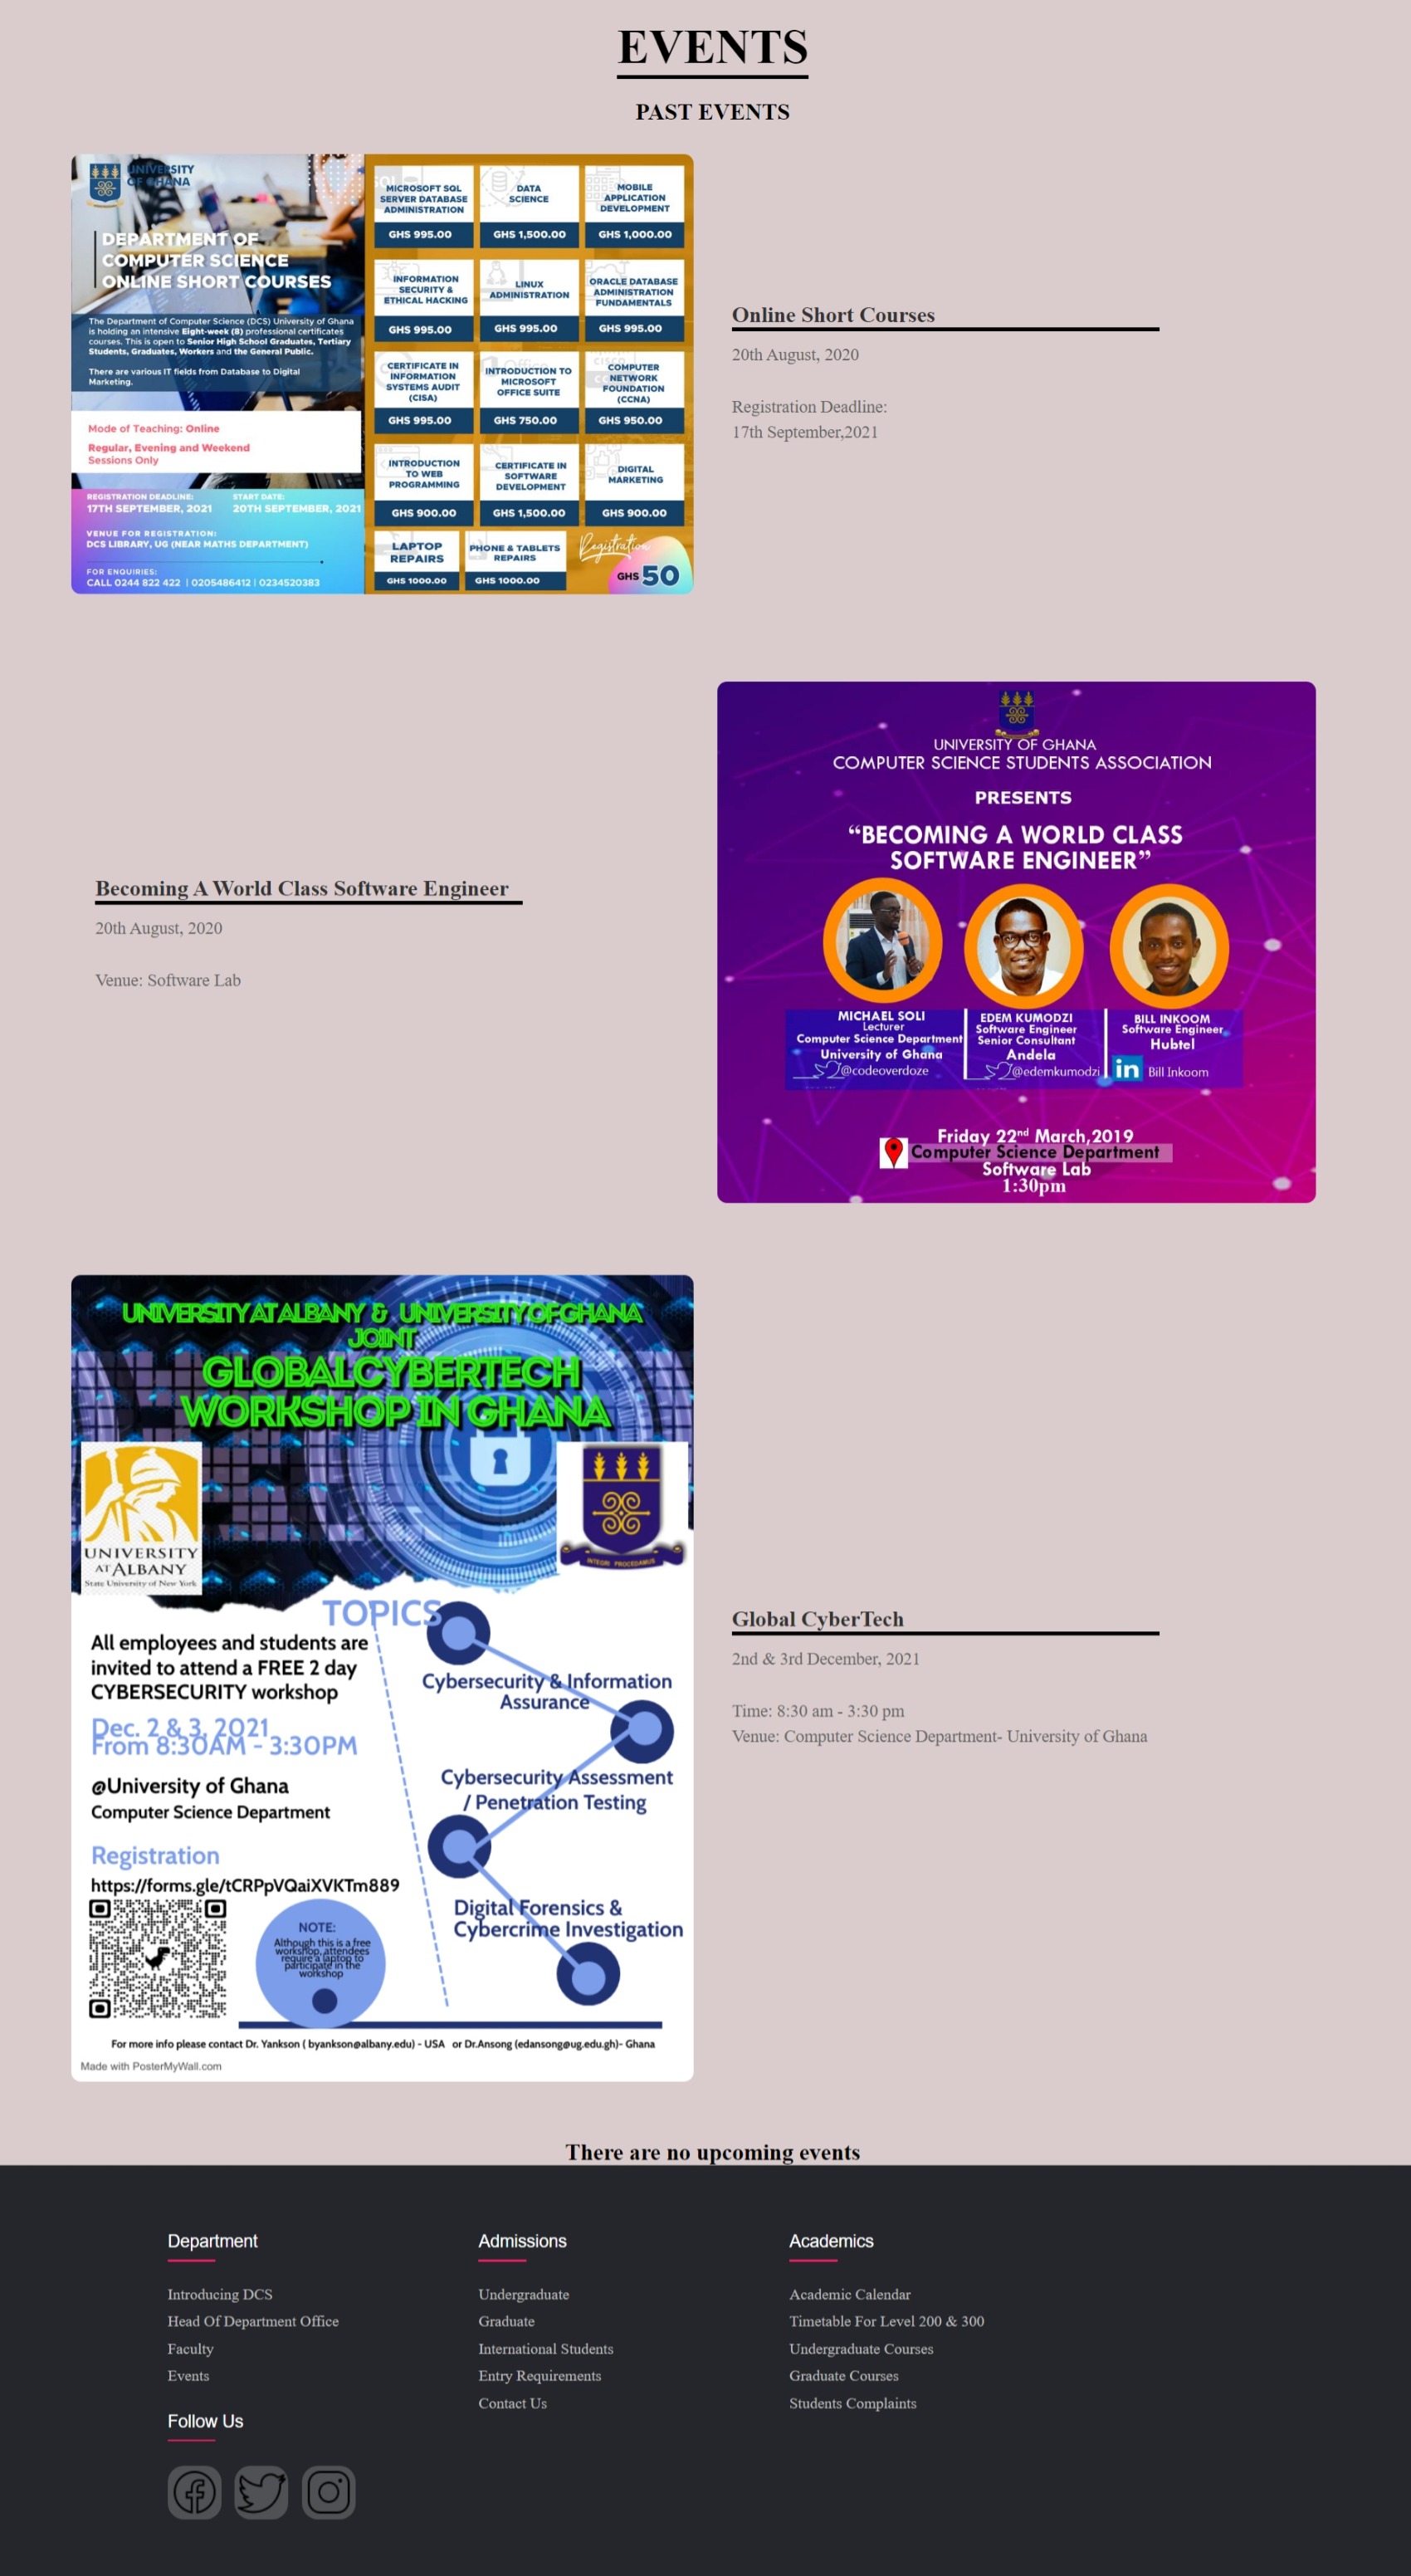 EVENTS
PAST EVENTS
UNIVERSITY
OF GHANA
DEPARTMENT OF
COMPUTER SCIENCE
ONLINE SHORT COURSES
The Department of Computer Science (DCS) University of Ghana
is holding an intensive Eight-week (8) professional certificates
courses. This is open to Senior High School Graduates, Tertiary
Students, Graduates, Workers and the General Public.
There are various IT fields from Database to Digital
Marketing.
Mode of Teaching: Online
Regular, Evening and Weekend
Sessions Only
REGISTRATION DEADLINE:
17TH SEPTEMBER, 2021
START DATE:
20TH SEPTEMBER, 2021
VENUE FOR REGISTRATION:
DCS LIBRARY, UG (NEAR MATHS DEPARTMENT)
FOR ENQUIRIES:
CALL 0244 822 422 | 0205486412 | 0234520383
MICROSOFT SQL
SERVER DATABASE
ADMINISTRATION
GHS 995.00
DATA
SCIENCE
GHS 1,500.00
MOBILE
APPLICATION
DEVELOPMENT
GHS 1,000.00
INFORMATION
SECURITY &
ETHICAL HACKING
GHS 995.00
LINUX
ADMINISTRATION
GHS 995.00
ORACLE DATABASE
ADMINISTRATION
FUNDAMENTALS
GHS 995.00
CERTIFICATE IN
INFORMATION
SYSTEMS AUDIT
(CISA)
GHS 995.00
Office
INTRODUCTION TO
MICROSOFT
OFFICE SUITE
GHS 750.00
CISCO
COMPUTER
NETWORK
FOUNDATION
(CCNA)
GHS 950.00
INTRODUCTION
TO WEB
PROGRAMMING
GHS 900.00
CERTIFICATE IN
SOFTWARE
DEVELOPMENT
GHS 1,500.00
DIGITAL
MARKETING
GHS 900.00
LAPTOP
REPAIRS
GHS 1000.00
PHONE & TABLETS
REPAIRS
GHS 1000.00
Registration
GHS 50
Online Short Courses
20th August, 2020
Registration Deadline:
17th September,2021
Becoming A World Class Software Engineer
20th August, 2020
Venue: Software Lab
UNIVERSITY OF GHANA
COMPUTER SCIENCE STUDENTS ASSOCIATION
PRESENTS
“BECOMING A WORLD CLASS
SOFTWARE ENGINEER”
MICHAEL SOLI
Lecturer
Computer Science Department
University of Ghana
@codeoverdoze
EDEM KUMODZI
Software Engineer
Senior Consultant
Andela
@edemkumodzi
BILL INKOOM
Software Engineer
Hubtel
in Bill Inkoom
Friday 22nd March,2019
Computer Science Department
Software Lab
1:30pm
UNIVERSITY AT ALBANY & UNIVERSITY OF GHANA
JOINT
GLOBAL CYBERTECH
WORKSHOP IN GHANA
UNIVERSITY
AT ALBANY
State University of New York
INTEGRI PROCEDAMUS
TOPICS
All employees and students are
invited to attend a FREE 2 day
CYBERSECURITY workshop
Dec. 2 & 3, 2021
From 8:30AM - 3:30PM
@University of Ghana
Computer Science Department
Registration
https://forms.gle/tCRPpVQaiXVKTm889
NOTE:
Although this is a free
workshop, attendees
require a laptop to
participate in the
workshop
Cybersecurity & Information
Assurance
Cybersecurity Assessment
/ Penetration Testing
Digital Forensics &
Cybercrime Investigation
For more info please contact Dr. Yankson ( byankson@albany.edu) - USA or Dr.Ansong (edansong@ug.edu.gh)- Ghana
Made with PosterMyWall.com
Global CyberTech
2nd & 3rd December, 2021
Time: 8:30 am - 3:30 pm
Venue: Computer Science Department- University of Ghana
There are no upcoming events
Department
Introducing DCS
Head Of Department Office
Faculty
Events
Follow Us
Admissions
Undergraduate
Graduate
International Students
Entry Requirements
Contact Us
Academics
Academic Calendar
Timetable For Level 200 & 300
Undergraduate Courses
Graduate Courses
Students Complaints